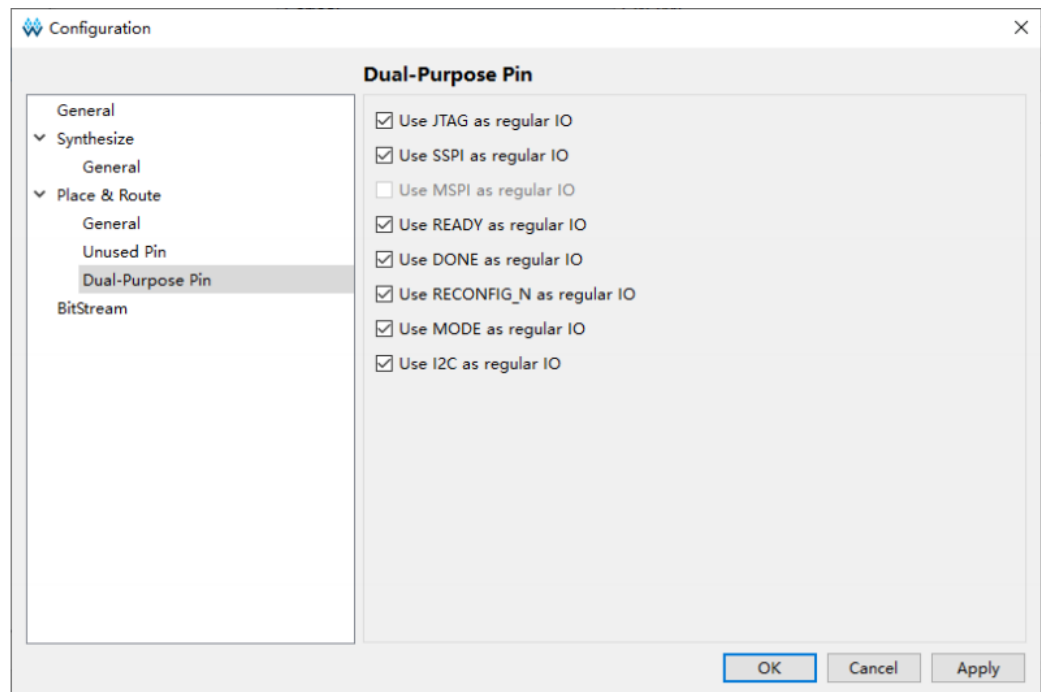 Configuration
Dual-Purpose Pin
General
Synthesize
General
Place & Route
General
Unused Pin
Dual-Purpose Pin
BitStream
Use JTAG as regular IO
Use SSPI as regular IO
Use MSPI as regular IO
Use READY as regular IO
Use DONE as regular IO
Use RECONFIG_N as regular IO
Use MODE as regular IO
Use I2C as regular IO
OK Cancel Apply